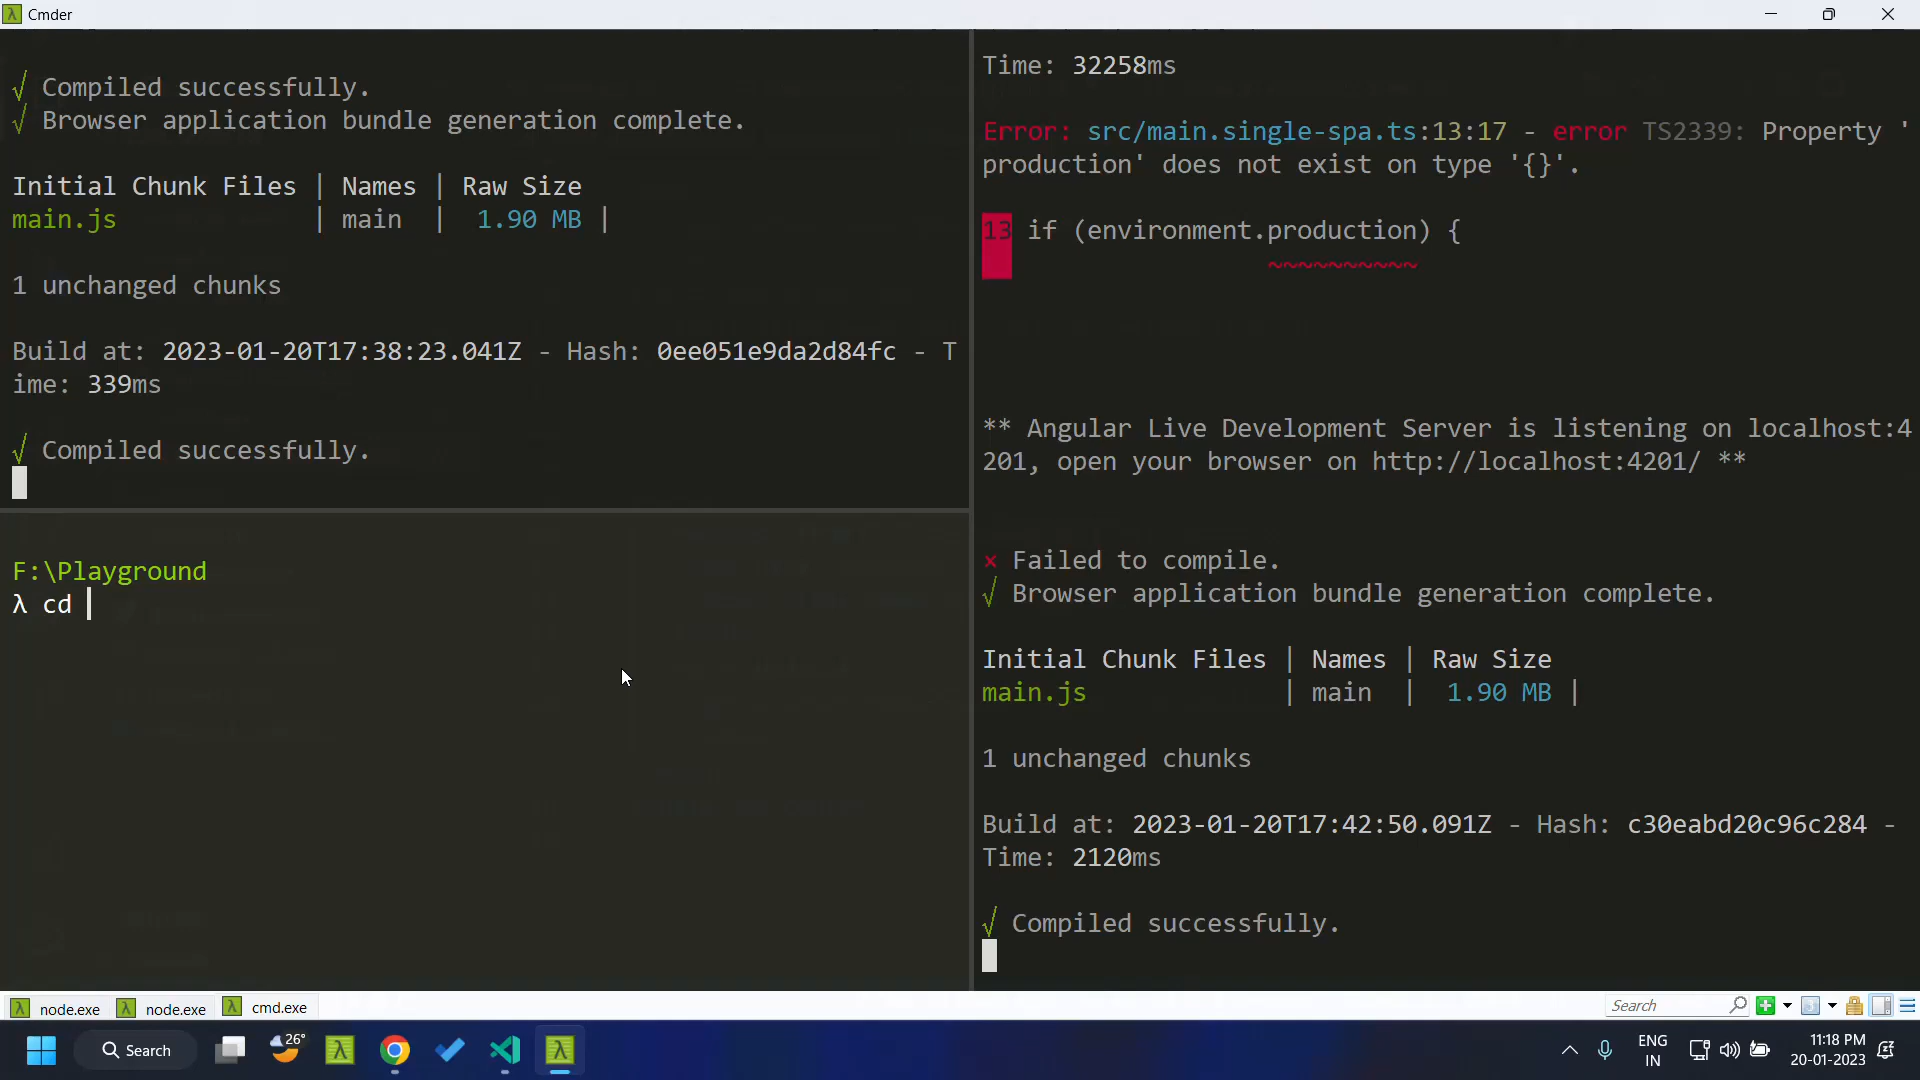 Cmder
√ Compiled successfully.
√ Browser application bundle generation complete.
Initial Chunk Files | Names | Raw Size
main.js | main | 1.90 MB |
1 unchanged chunks
Build at: 2023-01-20T17:38:23.041Z - Hash: 0ee051e9da2d84fc - T
ime: 339ms
√ Compiled successfully.
F:\Playground
λ cd
Time: 32258ms
Error: src/main.single-spa.ts:13:17 - error TS2339: Property '
production' does not exist on type '{}'.
13 if (environment.production) {
~~~~~~~~~~
** Angular Live Development Server is listening on localhost:4
201, open your browser on http://localhost:4201/ **
× Failed to compile.
√ Browser application bundle generation complete.
Initial Chunk Files | Names | Raw Size
main.js | main | 1.90 MB |
1 unchanged chunks
Build at: 2023-01-20T17:42:50.091Z - Hash: c30eabd20c96c284 -
Time: 2120ms
√ Compiled successfully.
node.exe node.exe cmd.exe Search
Search 26° ENG 11:18 PM
IN 20-01-2023